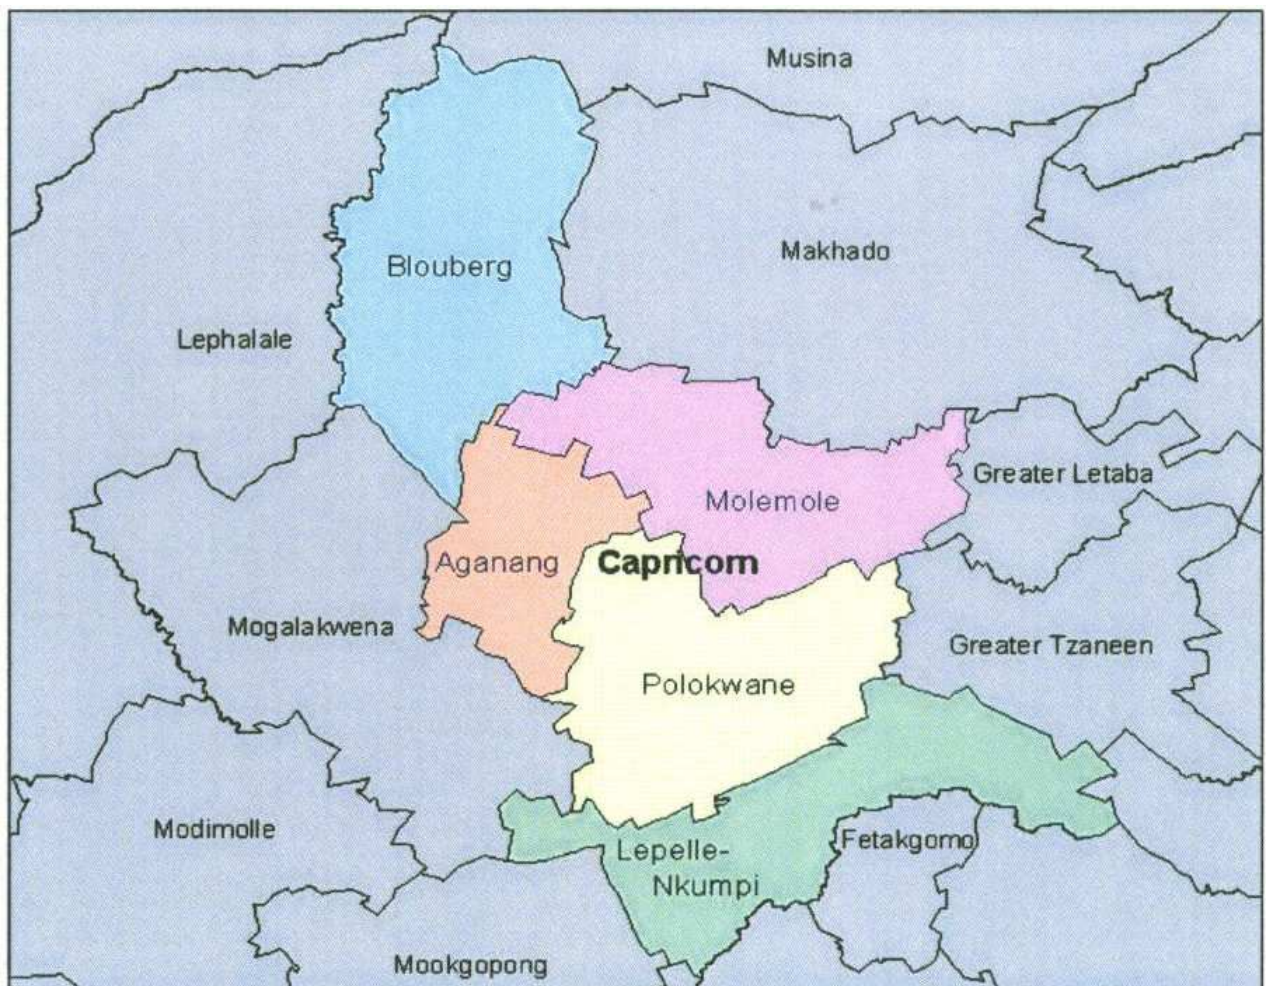 Musina
Makhado
Blouberg
Lephalale
Greater Letaba
Molemole
Aganang
Capricorn
Mogalakwena
Greater Tzaneen
Polokwane
Modimolle
Fetakgomo
Lepelle-
Nkumpi
Mookgopong